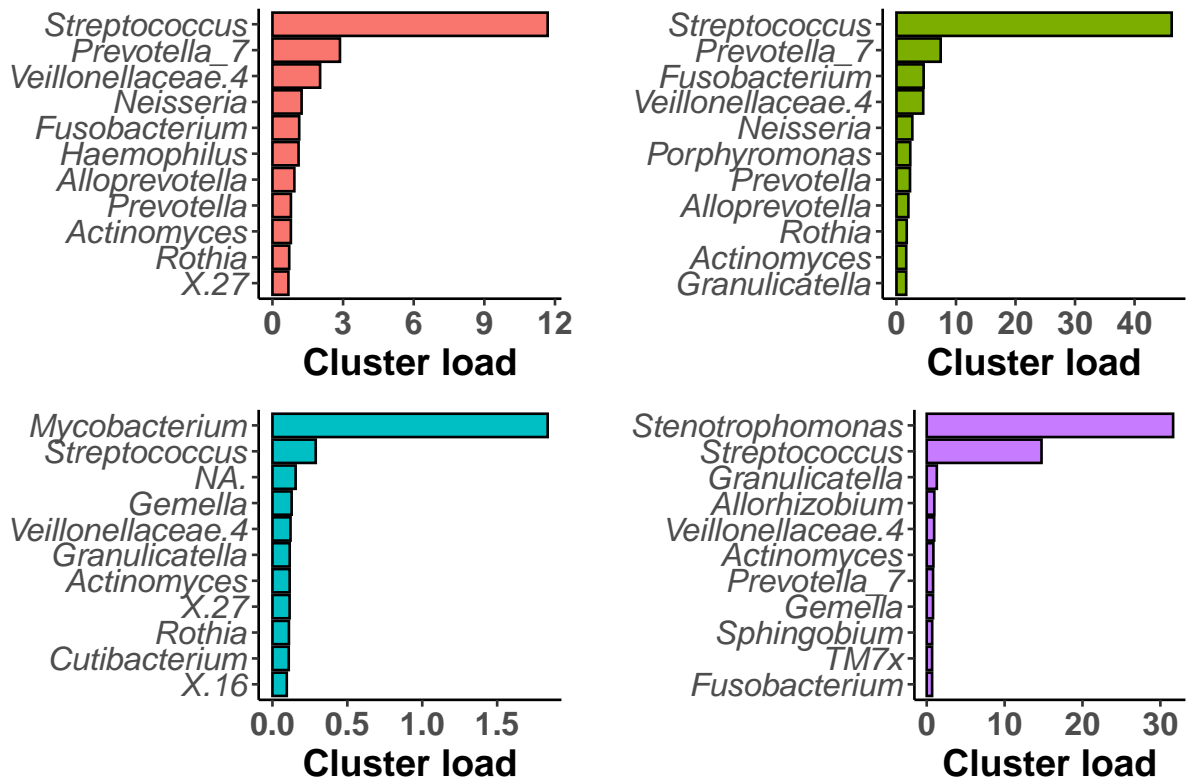 Streptococcus
Prevotella_7
Veillonellaceae.4
Neisseria
Fusobacterium
Haemophilus
Alloprevotella
Prevotella
Actinomyces
Rothia
X.27
0 3 6 9 12
Cluster load
Streptococcus
Prevotella_7
Fusobacterium
Veillonellaceae.4
Neisseria
Porphyromonas
Prevotella
Alloprevotella
Rothia
Actinomyces
Granulicatella
0 10 20 30 40
Cluster load
Mycobacterium
Streptococcus
NA.
Gemella
Veillonellaceae.4
Granulicatella
Actinomyces
X.27
Rothia
Cutibacterium
X.16
0.0 0.5 1.0 1.5
Cluster load
Stenotrophomonas
Streptococcus
Granulicatella
Allorhizobium
Veillonellaceae.4
Actinomyces
Prevotella_7
Gemella
Sphingobium
TM7x
Fusobacterium
0 10 20 30
Cluster load